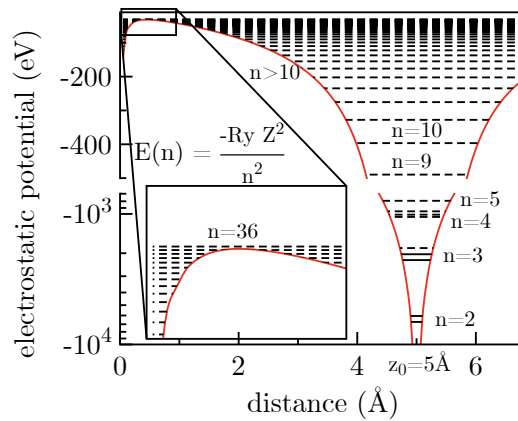 electrostatic potential (eV)
-200
-400
-10³
-10⁴
n>10
E(n) = -Ry Z² / n²
n=36
n=10
n=9
n=5
n=4
n=3
n=2
z₀=5Å
0
2
4
6
distance (Å)